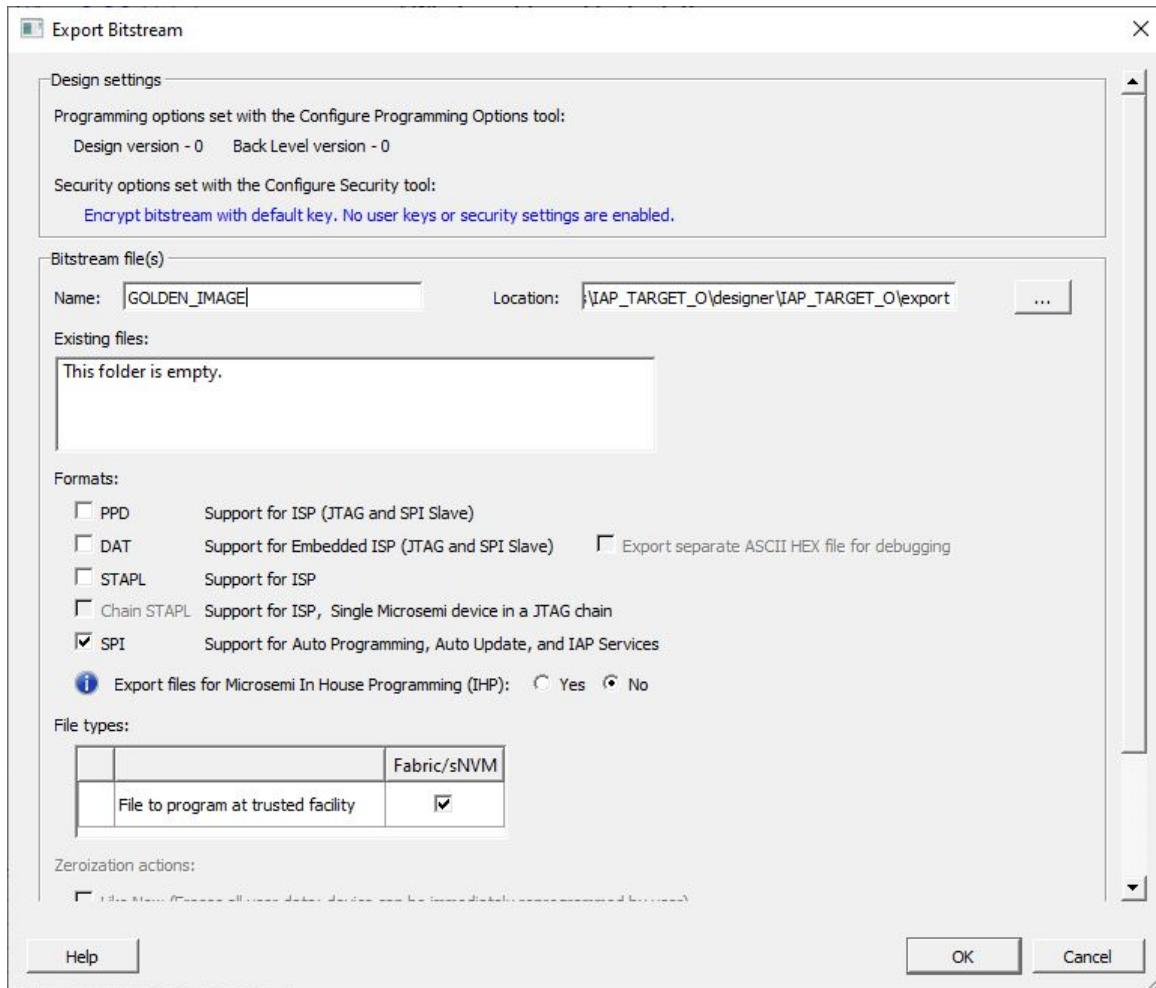 Export Bitstream
Design settings
Programming options set with the Configure Programming Options tool:
Design version - 0 Back Level version - 0
Security options set with the Configure Security tool:
Encrypt bitstream with default key. No user keys or security settings are enabled.
Bitstream file(s)
Name: GOLDEN_IMAGE Location: \IAP_TARGET_O\designer\IAP_TARGET_O\export ...
Existing files:
This folder is empty.
Formats:
PPD Support for ISP (JTAG and SPI Slave)
DAT Support for Embedded ISP (JTAG and SPI Slave) Export separate ASCII HEX file for debugging
STAPL Support for ISP
Chain STAPL Support for ISP, Single Microsemi device in a JTAG chain
SPI Support for Auto Programming, Auto Update, and IAP Services
Export files for Microsemi In House Programming (IHP): Yes No
File types:
Fabric/sNVM
File to program at trusted facility
Zeroization actions:
Help OK Cancel